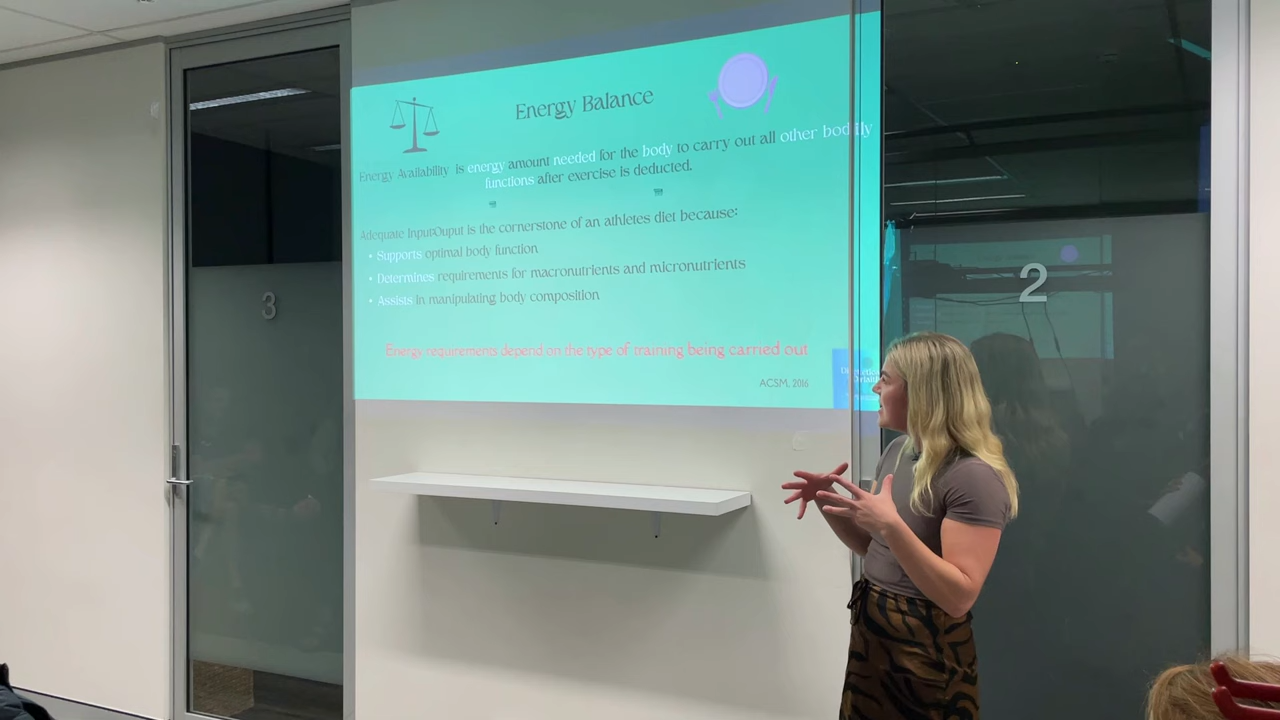 Energy Balance
Energy Availability is energy amount needed for the body to carry out all other bodily
functions after exercise is deducted.
Adequate Input/Ouput is the cornerstone of an athletes diet because:
• Supports optimal body function
• Determines requirements for macronutrients and micronutrients
• Assists in manipulating body composition
Energy requirements depend on the type of training being carried out
ACSM, 2016
3
2